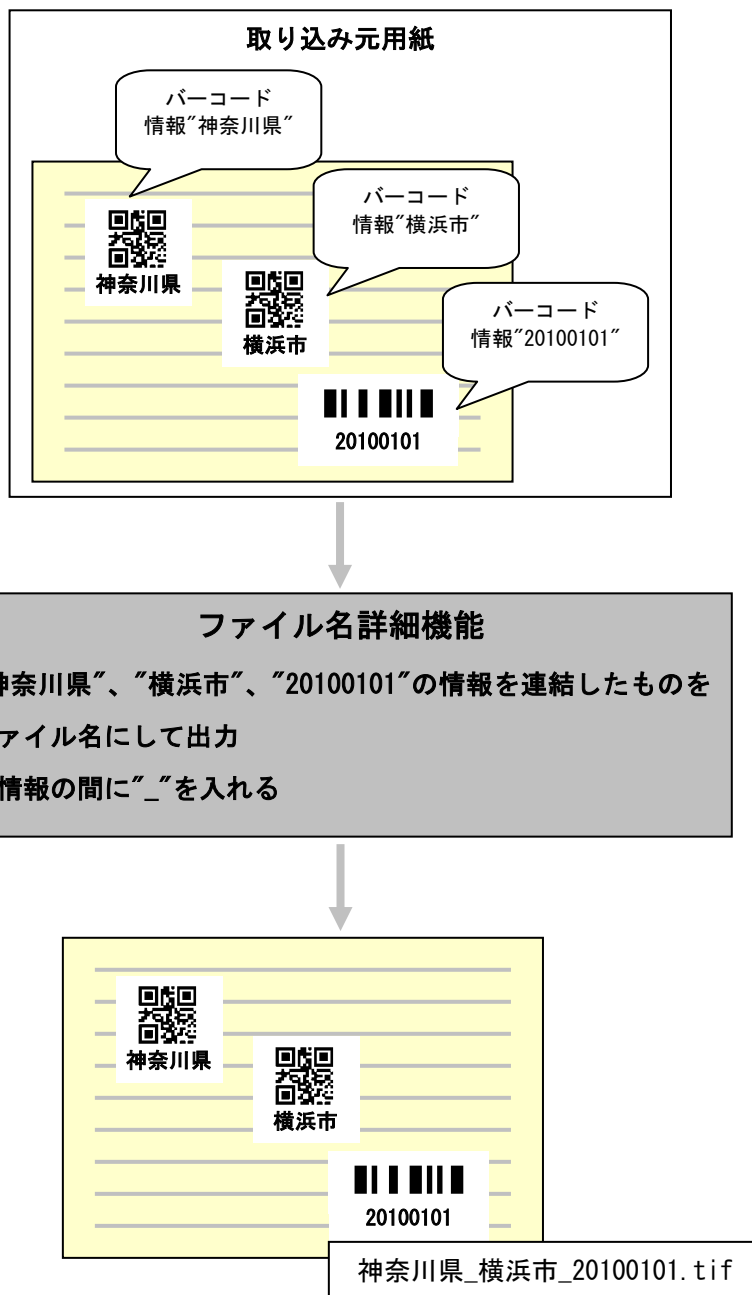 取り込み元用紙
バーコード
情報"神奈川県"
バーコード
情報"横浜市"
バーコード
情報"20100101"
神奈川県
横浜市
20100101
ファイル名詳細機能
神奈川県"、"横浜市"、"20100101"の情報を連結したものを
ァイル名にして出力
情報の間に"_"を入れる
神奈川県
横浜市
20100101
神奈川県_横浜市_20100101.tif